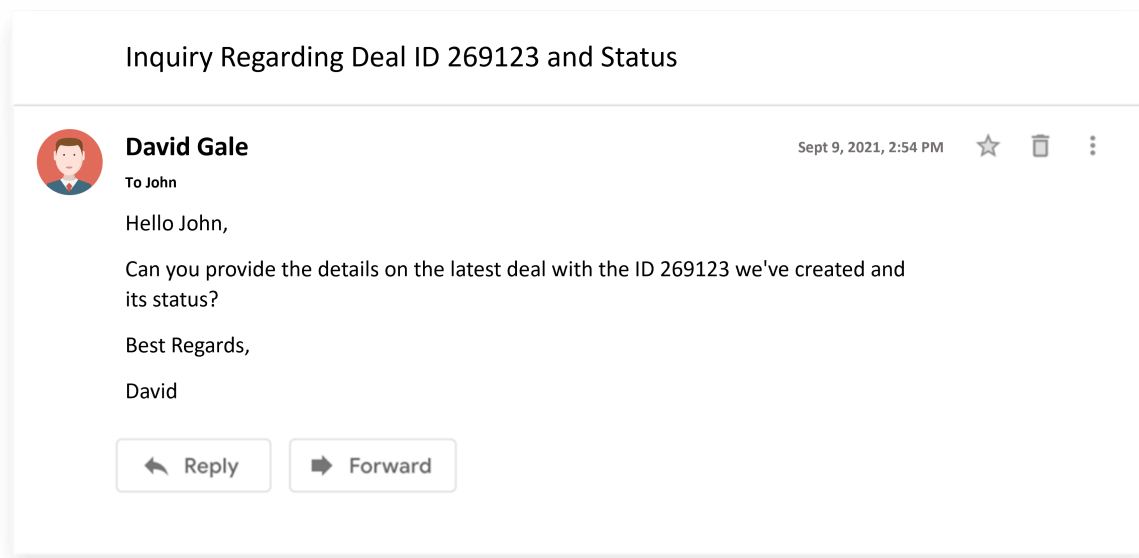 Inquiry Regarding Deal ID 269123 and Status
David Gale
Sept 9, 2021, 2:54 PM
To John
Hello John,
Can you provide the details on the latest deal with the ID 269123 we've created and
its status?
Best Regards,
David
Reply
Forward